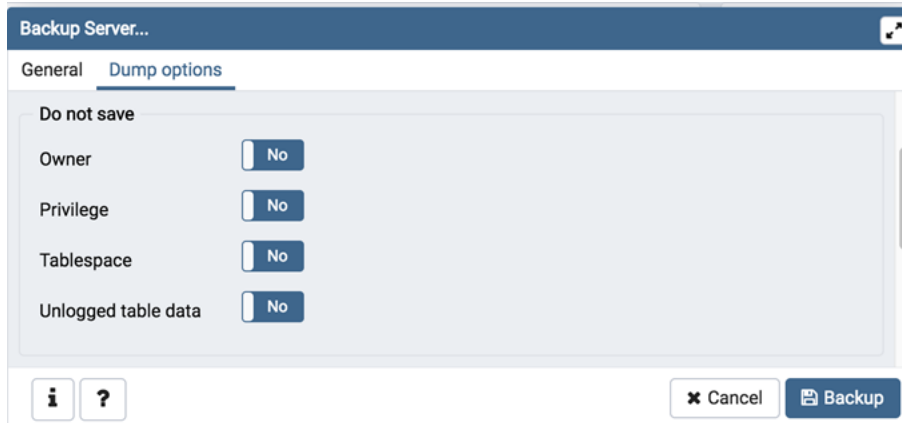 Backup Server...
General Dump options
Do not save
Owner No
Privilege No
Tablespace No
Unlogged table data No
i ? Cancel Backup